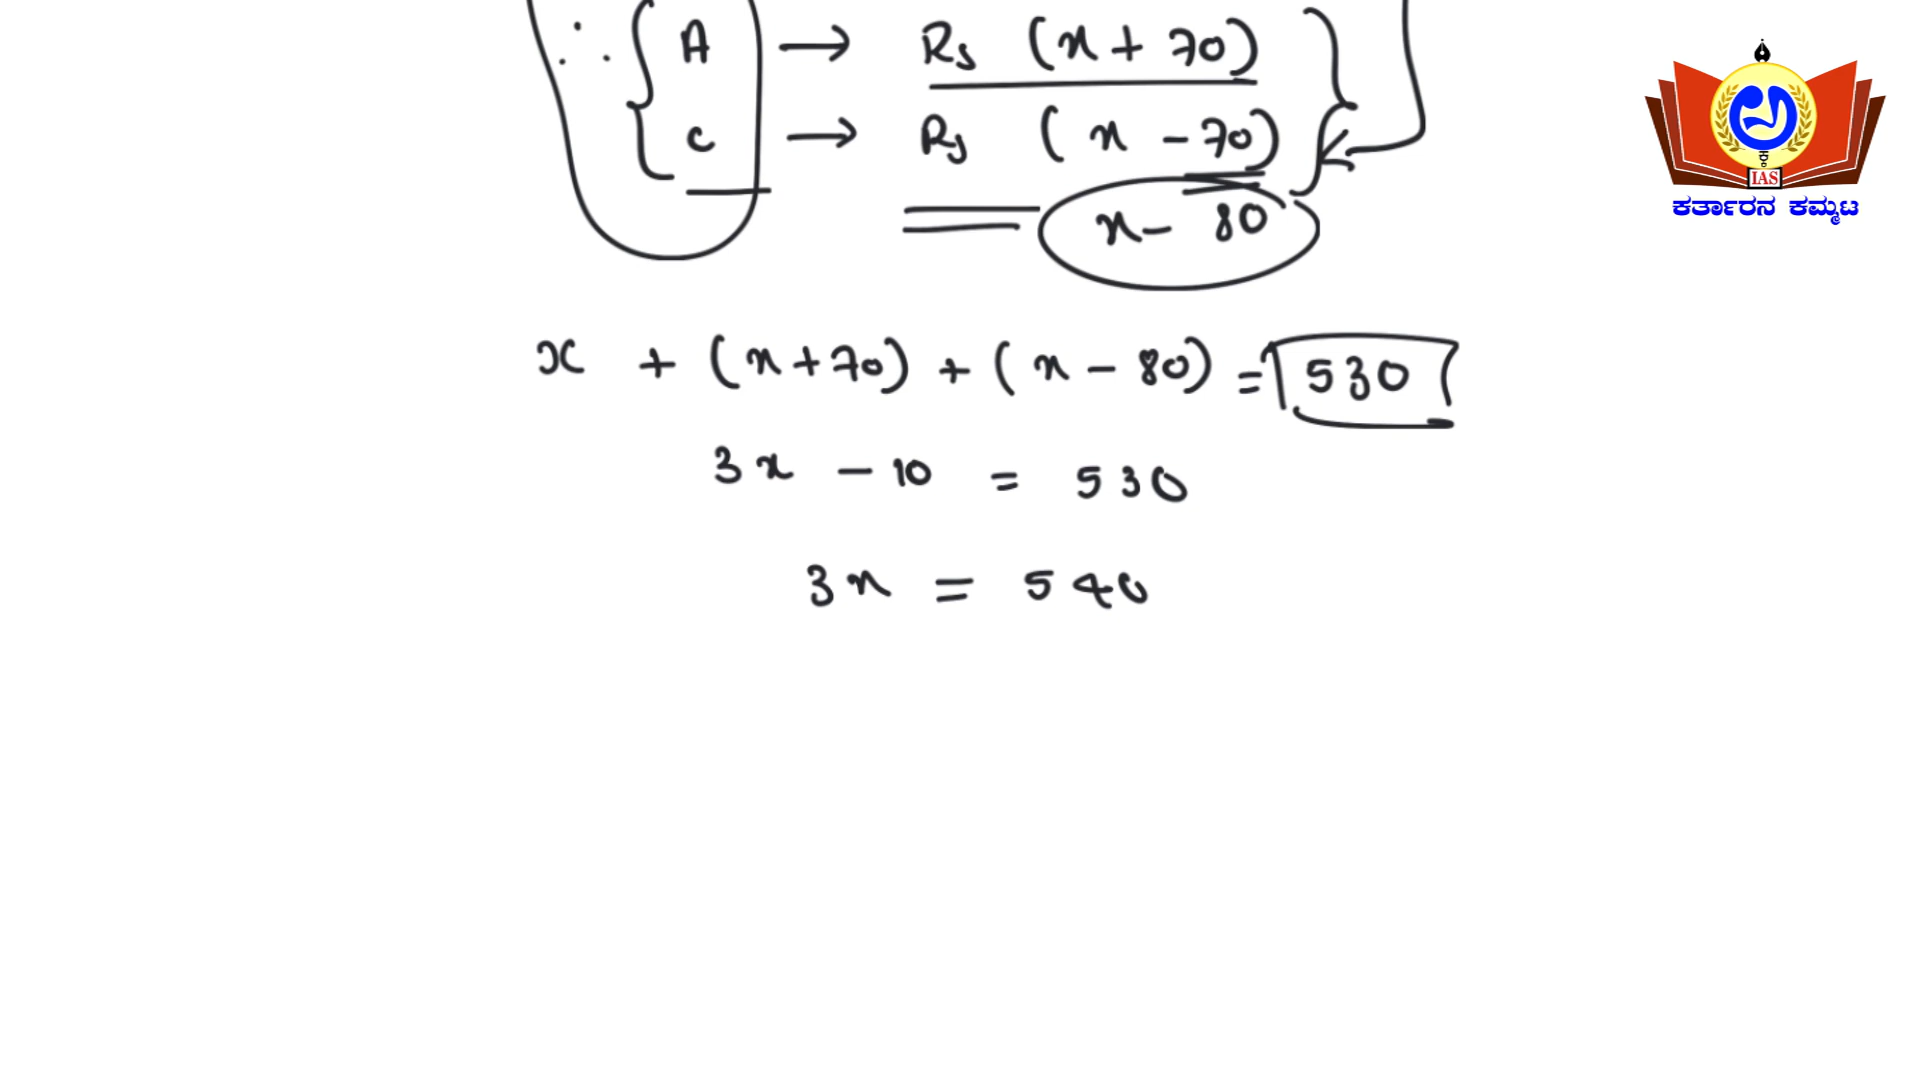 ∴ { A → Rs (x + 70) }
c → Rs (x - 70)
x - 80
x + (x + 70) + (x - 80) = 530
3x - 10 = 530
3x = 540
ಅ
IAS
ಕರ್ತಾರನ ಕಮ್ಮಟ